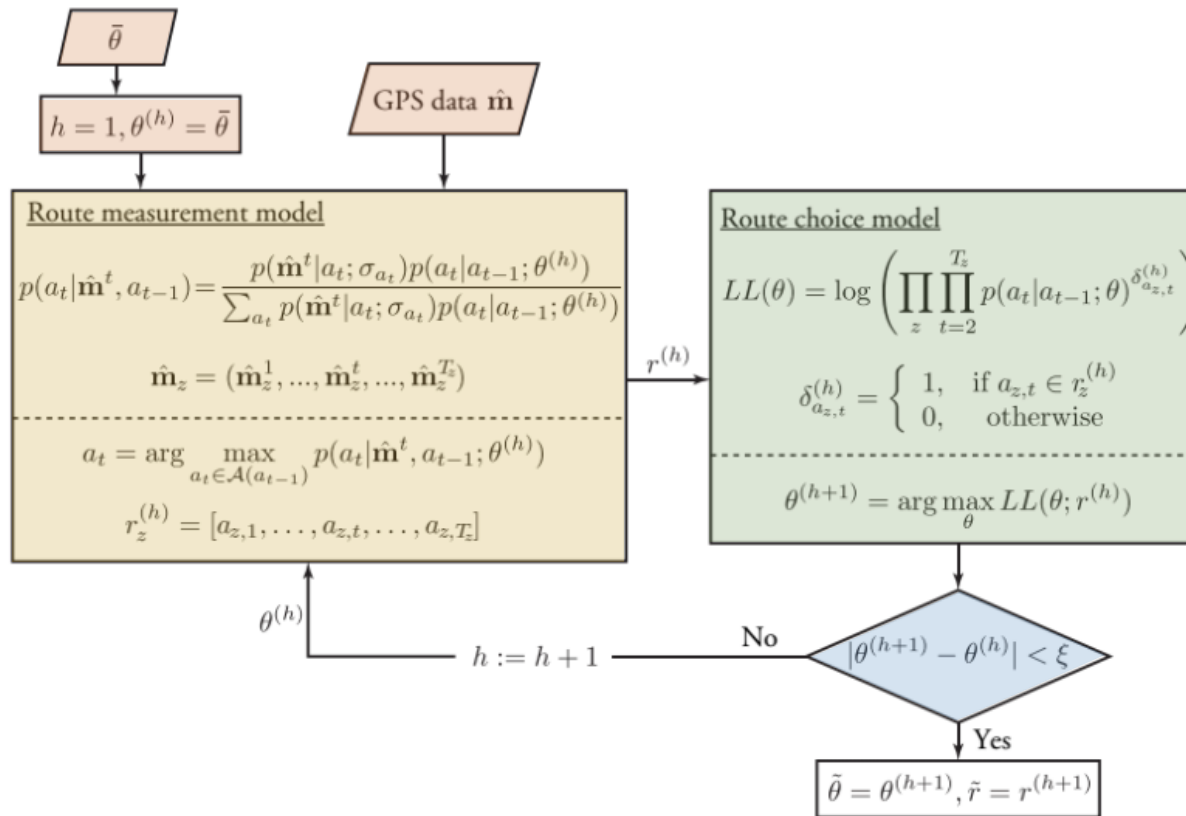 θ̄
h = 1, θ^(h) = θ̄
GPS data m̂
Route measurement model
p(a_t|m̂^t, a_{t−1}) = p(m̂^t|a_t; σ_{a_t})p(a_t|a_{t−1}; θ^(h)) / ∑_{a_t} p(m̂^t|a_t; σ_{a_t})p(a_t|a_{t−1}; θ^(h))
m̂_z = (m̂_z^1, ..., m̂_z^t, ..., m̂_z^{T_z})
a_t = arg max_{a_t∈𝒜(a_{t−1})} p(a_t|m̂^t, a_{t−1}; θ^(h))
r_z^(h) = [a_{z,1}, . . . , a_{z,t}, . . . , a_{z,T_z}]
r^(h)
Route choice model
LL(θ) = log (∏_z ∏_{t=2}^{T_z} p(a_t|a_{t−1}; θ)^{δ_{a_{z,t}}^(h)})
δ_{a_{z,t}}^(h) = { 1, if a_{z,t} ∈ r_z^(h)
0, otherwise
θ^(h+1) = arg max_θ LL(θ; r^(h))
|θ^(h+1) − θ^(h)| < ξ
No
h := h + 1
θ^(h)
Yes
θ̃ = θ^(h+1), r̃ = r^(h+1)